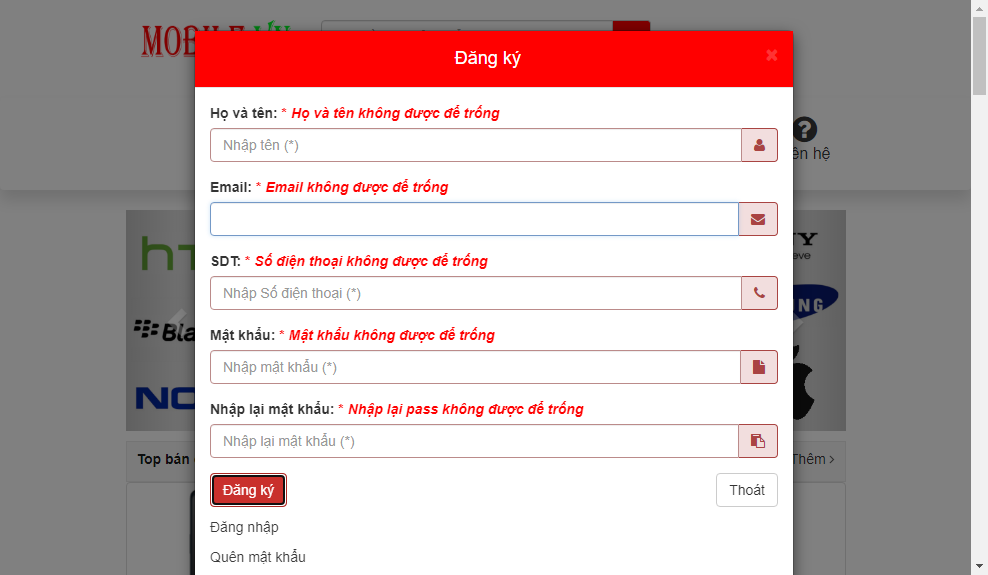 Đăng ký
×
Họ và tên: * Họ và tên không được để trống
Nhập tên (*)
Email: * Email không được để trống
SDT: * Số điện thoại không được để trống
Nhập Số điện thoại (*)
Mật khẩu: * Mật khẩu không được để trống
Nhập mật khẩu (*)
Nhập lại mật khẩu: * Nhập lại pass không được để trống
Nhập lại mật khẩu (*)
Đăng ký
Thoát
Đăng nhập
Quên mật khẩu
?
ên hệ
Top bán
Thêm ›